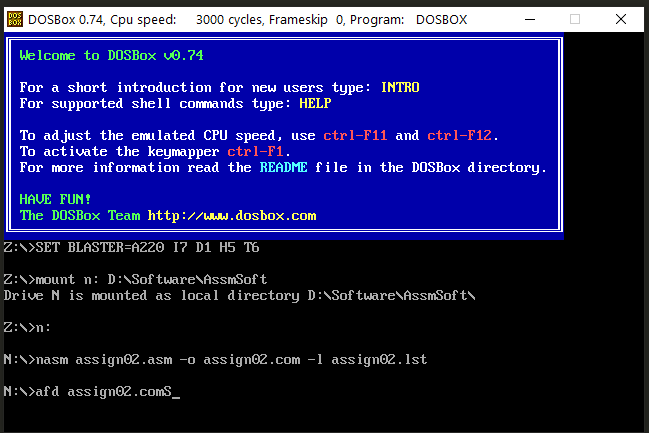 DOSBox 0.74, Cpu speed: 3000 cycles, Frameskip 0, Program: DOSBOX
Welcome to DOSBox v0.74
For a short introduction for new users type: INTRO
For supported shell commands type: HELP
To adjust the emulated CPU speed, use ctrl-F11 and ctrl-F12.
To activate the keymapper ctrl-F1.
For more information read the README file in the DOSBox directory.
HAVE FUN!
The DOSBox Team http://www.dosbox.com
Z:\>SET BLASTER=A220 I7 D1 H5 T6
Z:\>mount n: D:\Software\AssmSoft
Drive N is mounted as local directory D:\Software\AssmSoft\
Z:\>n:
N:\>nasm assign02.asm -o assign02.com -l assign02.lst
N:\>afd assign02.comS_